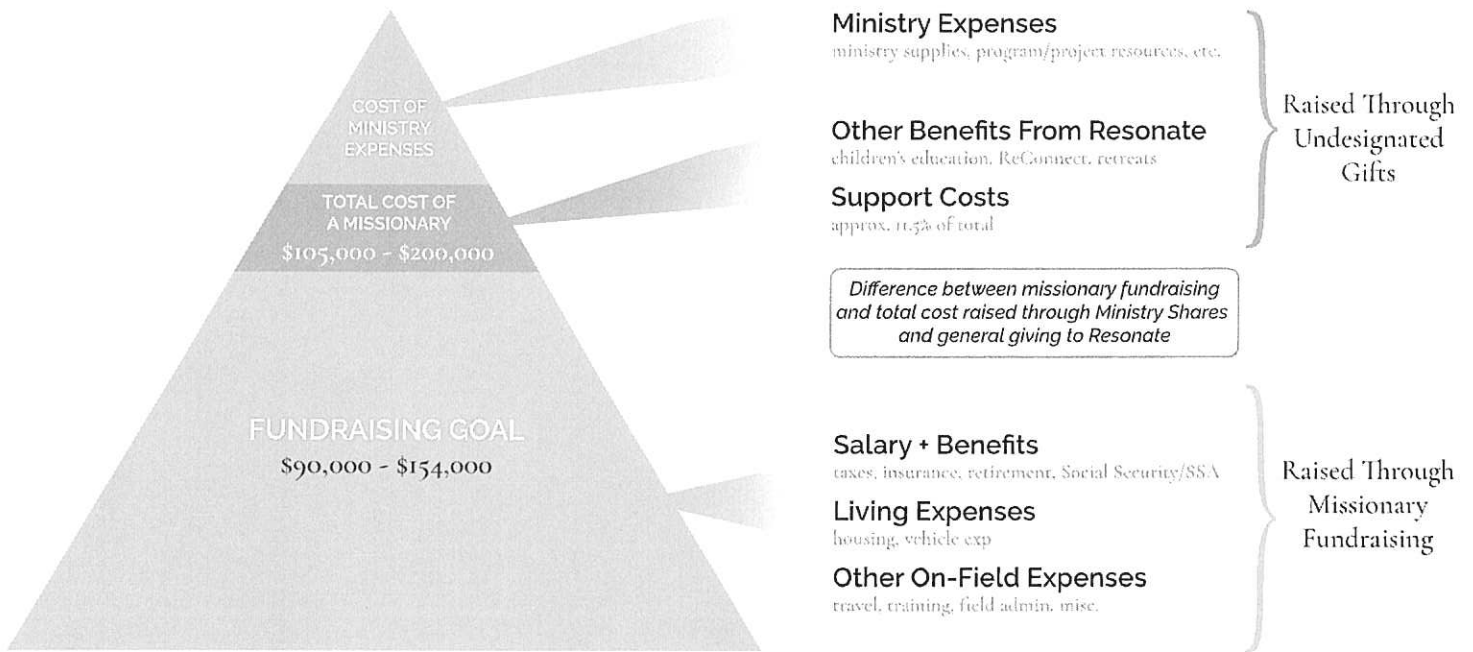 COST OF
MINISTRY
EXPENSES
TOTAL COST OF
A MISSIONARY
$105,000 - $200,000
FUNDRAISING GOAL
$90,000 - $154,000
Ministry Expenses
ministry supplies, program/project resources, etc.
Other Benefits From Resonate
children's education, ReConnect, retreats
Support Costs
approx. 11.5% of total
Raised Through
Undesignated
Gifts
Difference between missionary fundraising
and total cost raised through Ministry Shares
and general giving to Resonate
Salary + Benefits
taxes, insurance, retirement, Social Security/SSA
Living Expenses
housing, vehicle exp
Other On-Field Expenses
travel, training, field admin, misc.
Raised Through
Missionary
Fundraising